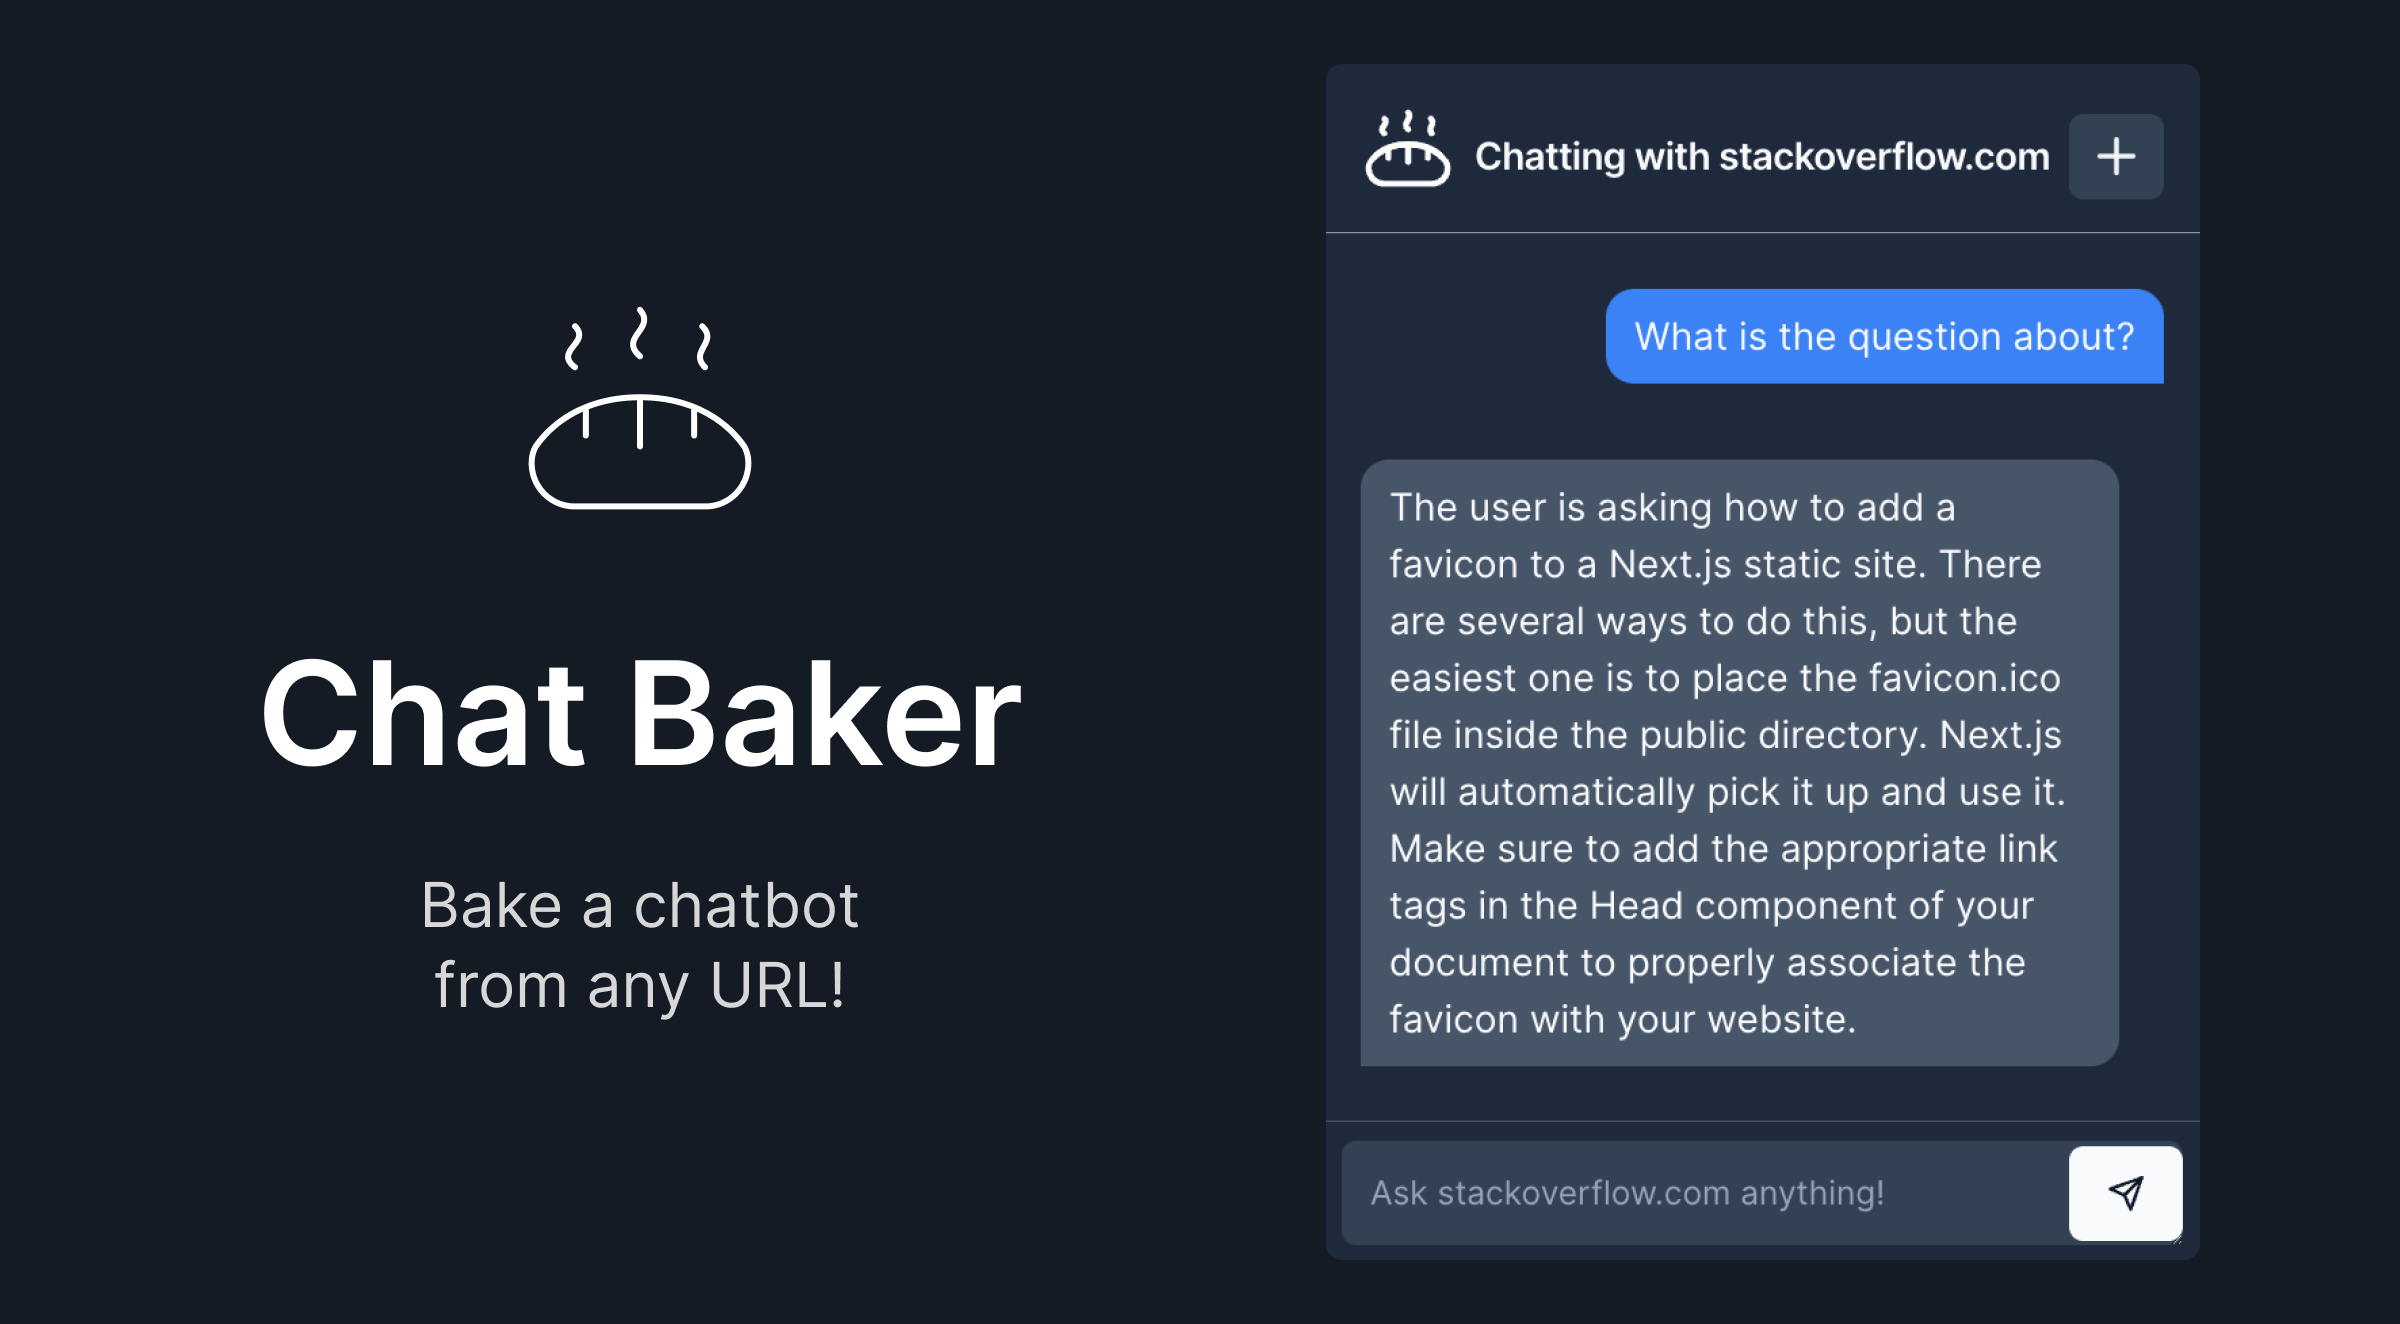 Chat Baker
Bake a chatbot
from any URL!
Chatting with stackoverflow.com
What is the question about?
The user is asking how to add a
favicon to a Next.js static site. There
are several ways to do this, but the
easiest one is to place the favicon.ico
file inside the public directory. Next.js
will automatically pick it up and use it.
Make sure to add the appropriate link
tags in the Head component of your
document to properly associate the
favicon with your website.
Ask stackoverflow.com anything!